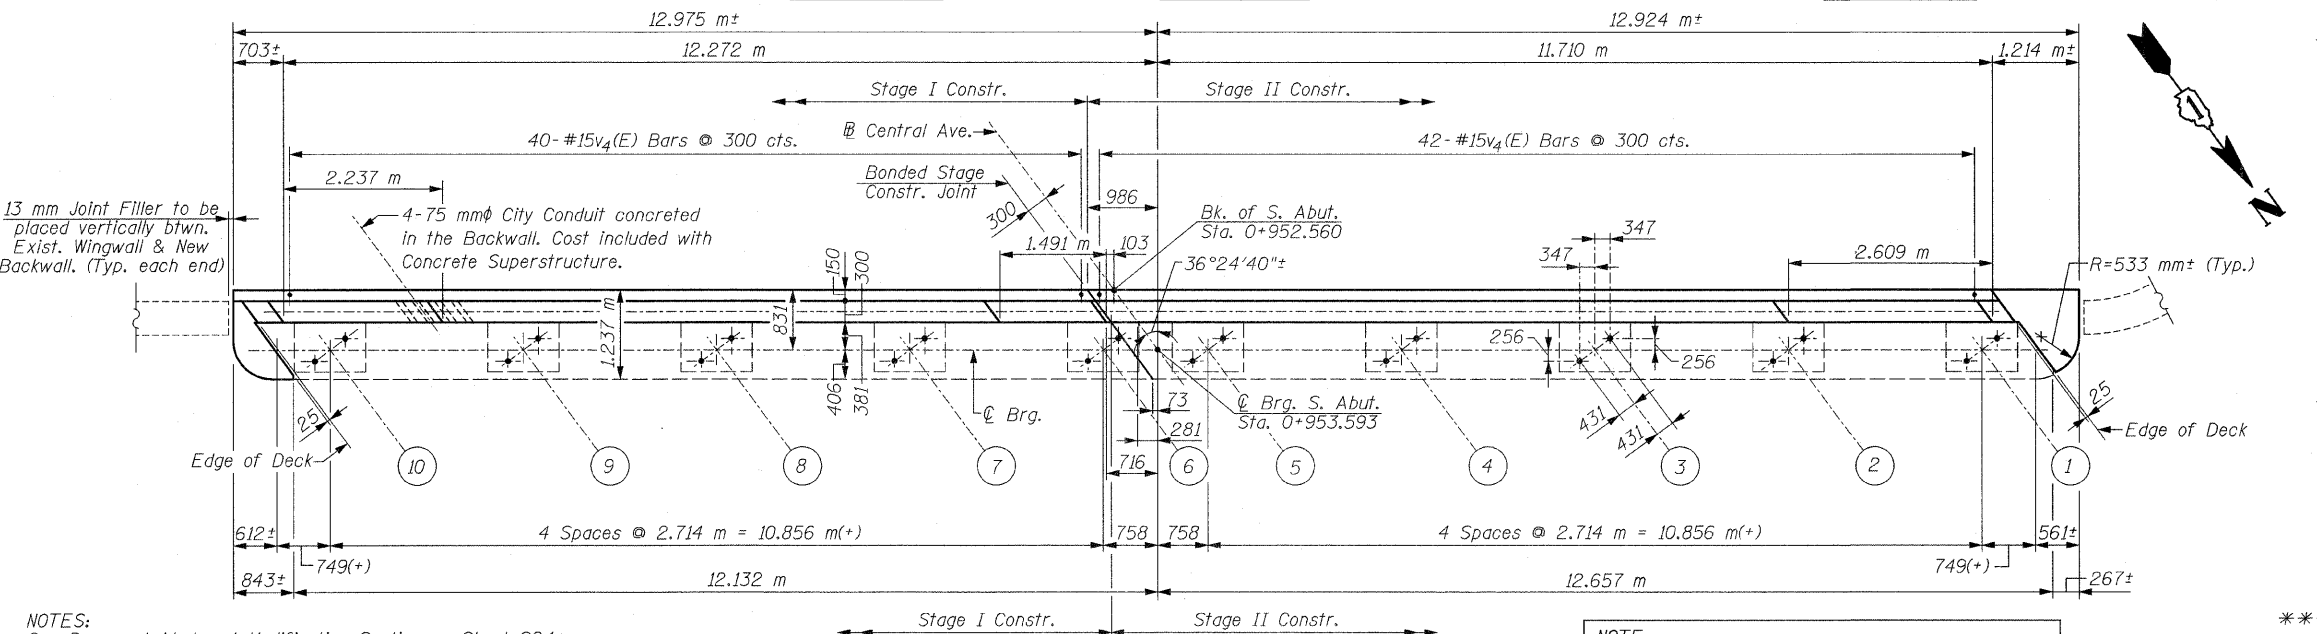 12.975 m±
12.924 m±
703±
12.272 m
11.710 m
1.214 m±
Stage I Constr.
Stage II Constr.
℄ Central Ave.
40-#15v4(E) Bars @ 300 cts.
42-#15v4(E) Bars @ 300 cts.
2.237 m
Bonded Stage
Constr. Joint
986
300
13 mm Joint Filler to be
placed vertically btwn.
Exist. Wingwall & New
Backwall. (Typ. each end)
4-75 mmϕ City Conduit concreted
in the Backwall. Cost included with
Concrete Superstructure.
Bk. of S. Abut.
Sta. 0+952.560
1.491 m
103
36°24'40"±
347
347
2.609 m
R=533 mm± (Typ.)
N
150
300
1.237 m
831
406
381
256
256
℄ Brg.
73
281
716
℄ Brg. S. Abut.
Sta. 0+953.593
431
431
25
25
Edge of Deck
Edge of Deck
10
9
8
7
6
5
4
3
2
1
612±
749(+)
4 Spaces @ 2.714 m = 10.856 m(+)
758
758
4 Spaces @ 2.714 m = 10.856 m(+)
749(+)
561±
843±
12.132 m
12.657 m
267±
Stage I Constr.
Stage II Constr.
NOTES:
NOTE
**